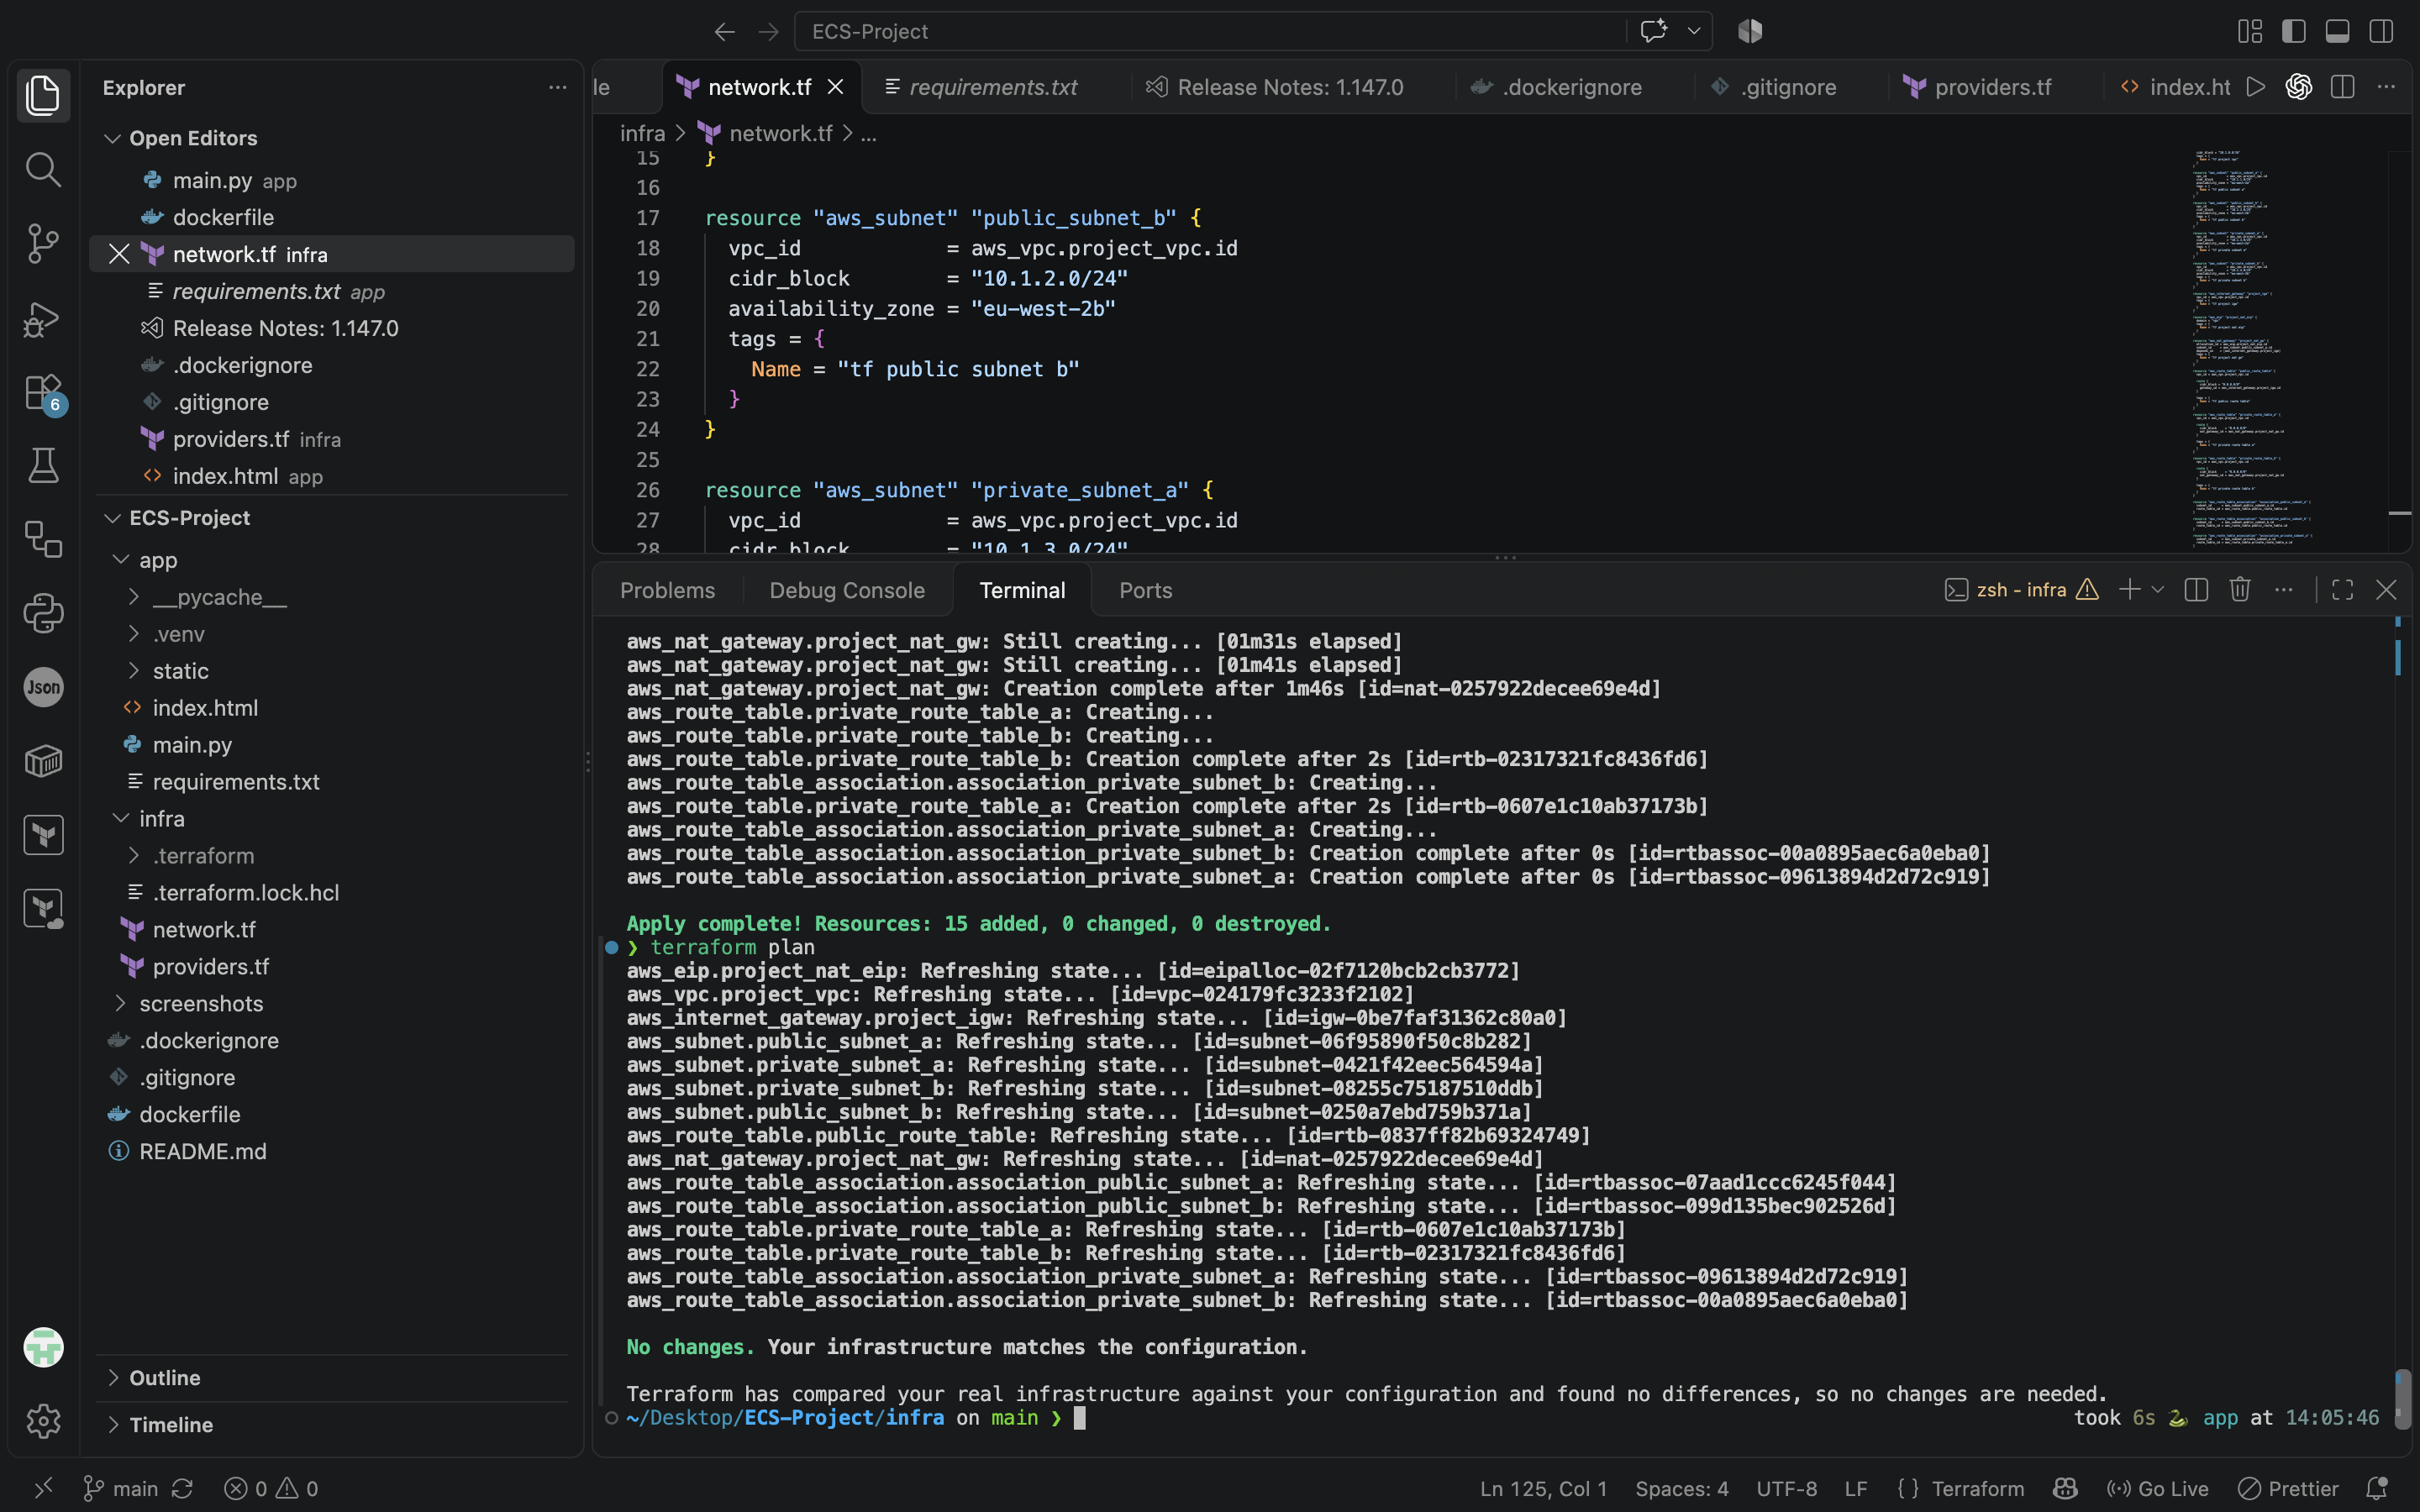 ECS-Project
Explorer
Open Editors
main.py app
dockerfile
network.tf infra
requirements.txt app
Release Notes: 1.147.0
.dockerignore
.gitignore
providers.tf infra
index.html app
ECS-Project
app
__pycache__
.venv
static
index.html
main.py
requirements.txt
infra
.terraform
.terraform.lock.hcl
network.tf
providers.tf
screenshots
.dockerignore
.gitignore
dockerfile
README.md
Outline
Timeline
6
Json
le
network.tf
requirements.txt
Release Notes: 1.147.0
.dockerignore
.gitignore
providers.tf
index.ht
infra > network.tf > ...
15 }
16
17 resource "aws_subnet" "public_subnet_b" {
18 vpc_id = aws_vpc.project_vpc.id
19 cidr_block = "10.1.2.0/24"
20 availability_zone = "eu-west-2b"
21 tags = {
22 Name = "tf public subnet b"
23 }
24 }
25
26 resource "aws_subnet" "private_subnet_a" {
27 vpc_id = aws_vpc.project_vpc.id
28 cidr_block = "10.1.3.0/24"
Problems Debug Console Terminal Ports
zsh - infra
aws_nat_gateway.project_nat_gw: Still creating... [01m31s elapsed]
aws_nat_gateway.project_nat_gw: Still creating... [01m41s elapsed]
aws_nat_gateway.project_nat_gw: Creation complete after 1m46s [id=nat-0257922decee69e4d]
aws_route_table.private_route_table_a: Creating...
aws_route_table.private_route_table_b: Creating...
aws_route_table.private_route_table_b: Creation complete after 2s [id=rtb-02317321fc8436fd6]
aws_route_table_association.association_private_subnet_b: Creating...
aws_route_table.private_route_table_a: Creation complete after 2s [id=rtb-0607e1c10ab37173b]
aws_route_table_association.association_private_subnet_a: Creating...
aws_route_table_association.association_private_subnet_b: Creation complete after 0s [id=rtbassoc-00a0895aec6a0eba0]
aws_route_table_association.association_private_subnet_a: Creation complete after 0s [id=rtbassoc-09613894d2d72c919]
Apply complete! Resources: 15 added, 0 changed, 0 destroyed.
❯ terraform plan
aws_eip.project_nat_eip: Refreshing state... [id=eipalloc-02f7120bcb2cb3772]
aws_vpc.project_vpc: Refreshing state... [id=vpc-024179fc3233f2102]
aws_internet_gateway.project_igw: Refreshing state... [id=igw-0be7faf31362c80a0]
aws_subnet.public_subnet_a: Refreshing state... [id=subnet-06f95890f50c8b282]
aws_subnet.private_subnet_a: Refreshing state... [id=subnet-0421f42eec564594a]
aws_subnet.private_subnet_b: Refreshing state... [id=subnet-08255c75187510ddb]
aws_subnet.public_subnet_b: Refreshing state... [id=subnet-0250a7ebd759b371a]
aws_route_table.public_route_table: Refreshing state... [id=rtb-0837ff82b69324749]
aws_nat_gateway.project_nat_gw: Refreshing state... [id=nat-0257922decee69e4d]
aws_route_table_association.association_public_subnet_a: Refreshing state... [id=rtbassoc-07aad1ccc6245f044]
aws_route_table_association.association_public_subnet_b: Refreshing state... [id=rtbassoc-099d135bec902526d]
aws_route_table.private_route_table_a: Refreshing state... [id=rtb-0607e1c10ab37173b]
aws_route_table.private_route_table_b: Refreshing state... [id=rtb-02317321fc8436fd6]
aws_route_table_association.association_private_subnet_a: Refreshing state... [id=rtbassoc-09613894d2d72c919]
aws_route_table_association.association_private_subnet_b: Refreshing state... [id=rtbassoc-00a0895aec6a0eba0]
No changes. Your infrastructure matches the configuration.
Terraform has compared your real infrastructure against your configuration and found no differences, so no changes are needed.
~/Desktop/ECS-Project/infra on main ❯ took 6s 🐍 app at 14:05:46
main 0 0 Ln 125, Col 1 Spaces: 4 UTF-8 LF { } Terraform Go Live Prettier